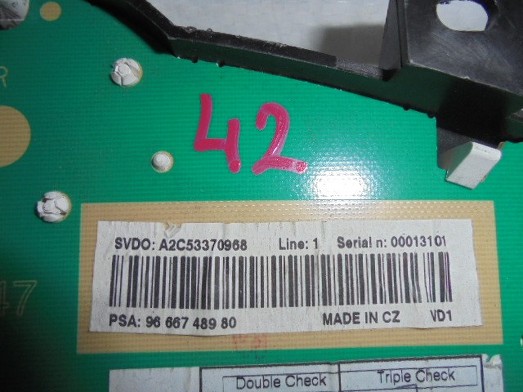 R
42
SVDO: A2C53370968 Line: 1 Serial n: 00013101
47
PSA: 96 667 489 80 MADE IN CZ VD1
Double Check Triple Check